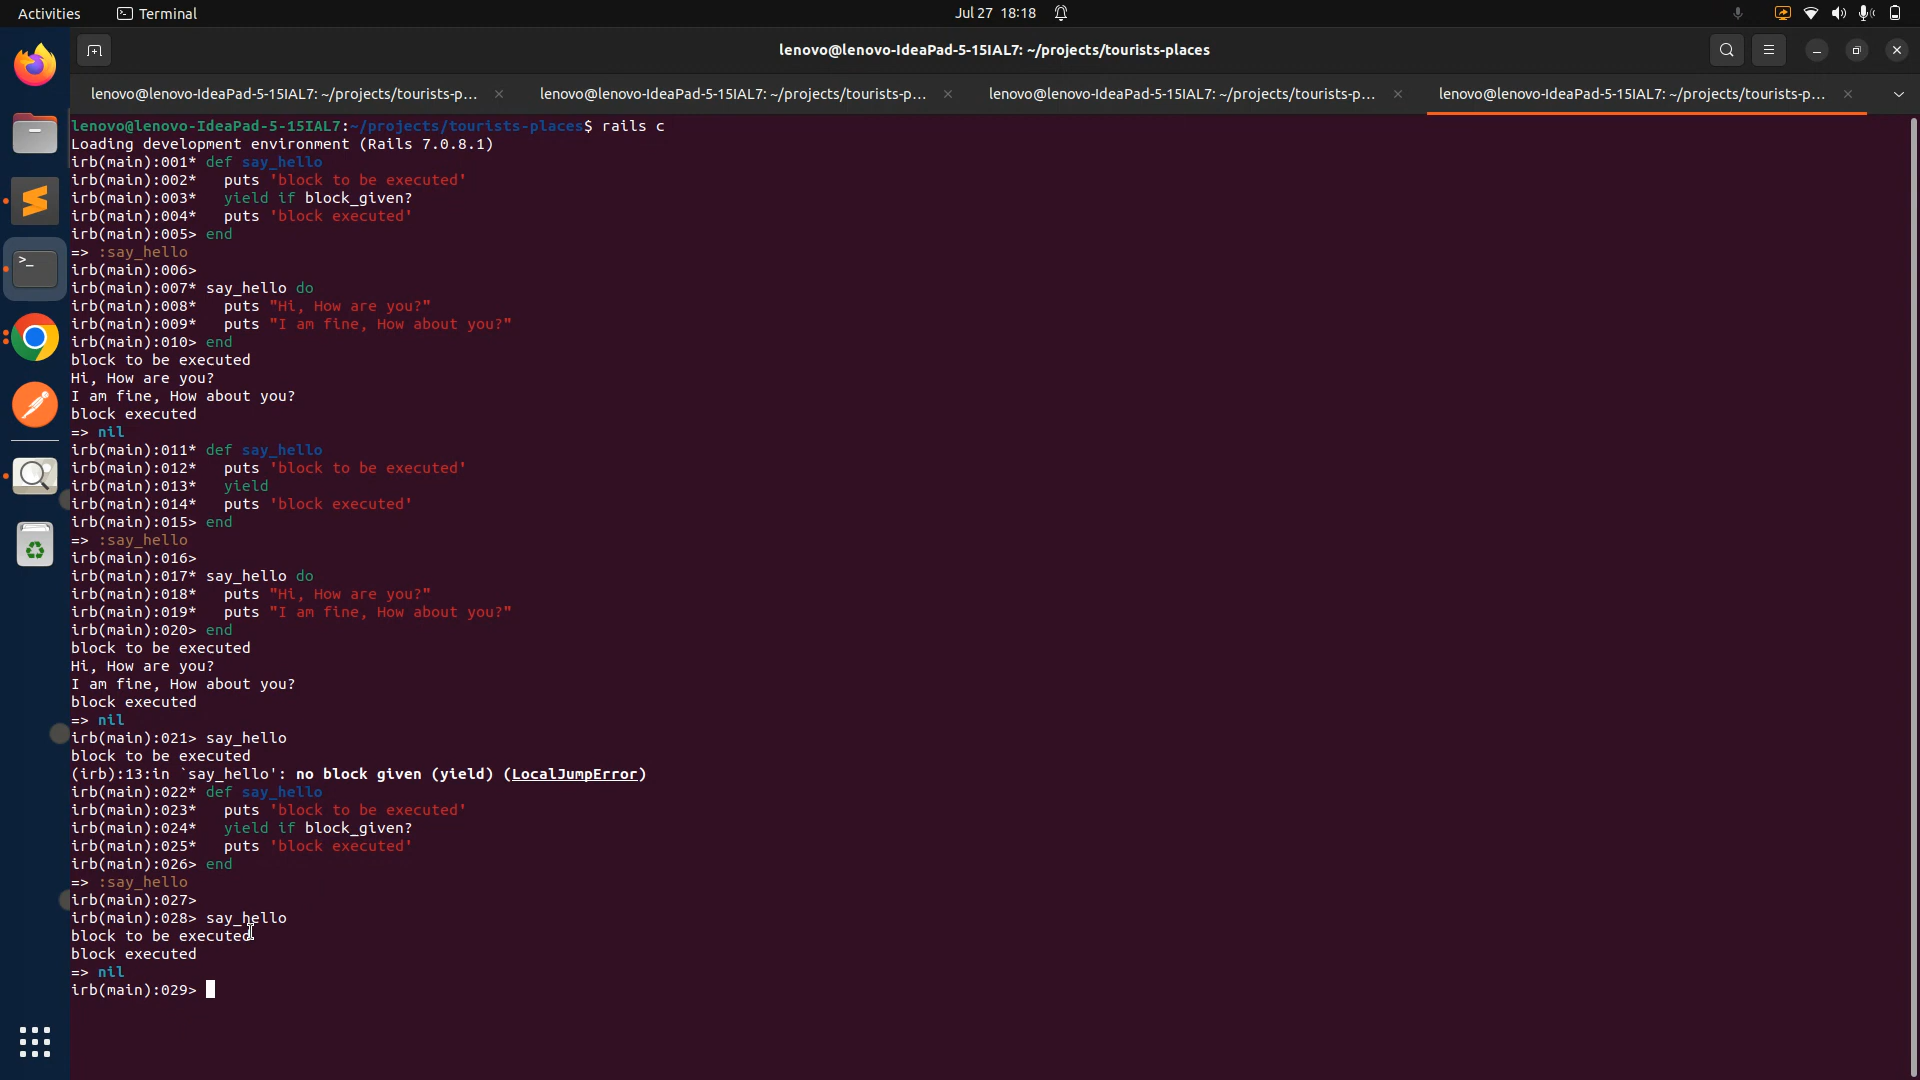 Activities Terminal Jul 27 18:18
lenovo@lenovo-IdeaPad-5-15IAL7: ~/projects/tourists-places
lenovo@lenovo-IdeaPad-5-15IAL7: ~/projects/tourists-p... lenovo@lenovo-IdeaPad-5-15IAL7: ~/projects/tourists-p... lenovo@lenovo-IdeaPad-5-15IAL7: ~/projects/tourists-p... lenovo@lenovo-IdeaPad-5-15IAL7: ~/projects/tourists-p...
lenovo@lenovo-IdeaPad-5-15IAL7:~/projects/tourists-places$ rails c
Loading development environment (Rails 7.0.8.1)
irb(main):001* def say_hello
irb(main):002*   puts 'block to be executed'
irb(main):003*   yield if block_given?
irb(main):004*   puts 'block executed'
irb(main):005> end
=> :say_hello
irb(main):006>
irb(main):007* say_hello do
irb(main):008*   puts "Hi, How are you?"
irb(main):009*   puts "I am fine, How about you?"
irb(main):010> end
block to be executed
Hi, How are you?
I am fine, How about you?
block executed
=> nil
irb(main):011* def say_hello
irb(main):012*   puts 'block to be executed'
irb(main):013*   yield
irb(main):014*   puts 'block executed'
irb(main):015> end
=> :say_hello
irb(main):016>
irb(main):017* say_hello do
irb(main):018*   puts "Hi, How are you?"
irb(main):019*   puts "I am fine, How about you?"
irb(main):020> end
block to be executed
Hi, How are you?
I am fine, How about you?
block executed
=> nil
irb(main):021> say_hello
block to be executed
(irb):13:in `say_hello': no block given (yield) (LocalJumpError)
irb(main):022* def say_hello
irb(main):023*   puts 'block to be executed'
irb(main):024*   yield if block_given?
irb(main):025*   puts 'block executed'
irb(main):026> end
=> :say_hello
irb(main):027>
irb(main):028> say_hello
block to be executed
block executed
=> nil
irb(main):029>